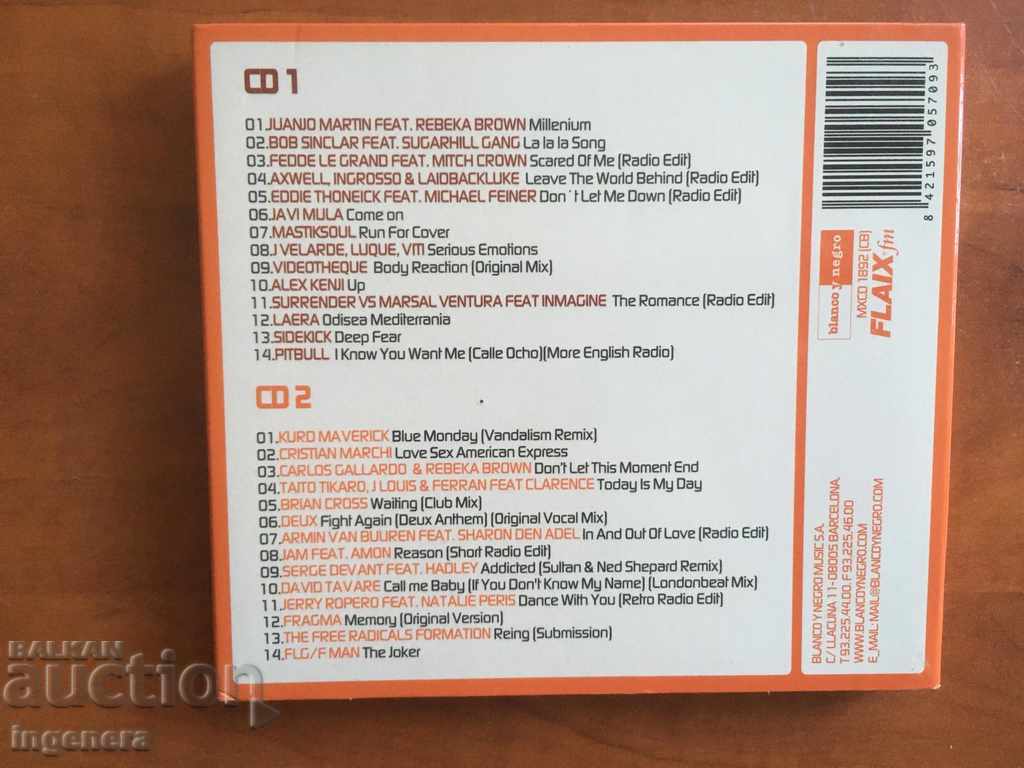 CD 1
01.JUANJO MARTIN FEAT. REBEKA BROWN Millenium
02.BOB SINCLAR FEAT. SUGARHILL GANG La la la Song
03.FEDDE LE GRAND FEAT. MITCH CROWN Scared Of Me (Radio Edit)
04.AXWELL, INGROSSO & LAIDBACKLUKE Leave The World Behind (Radio Edit)
05.EDDIE THONEICK FEAT. MICHAEL FEINER Don´t Let Me Down (Radio Edit)
06.JAVI MULA Come on
07.MASTIKSOUL Run For Cover
08.J VELARDE, LUQUE, VTM Serious Emotions
09.VIDEOTHEQUE Body Reaction (Original Mix)
10.ALEX KENJI Up
11.SURRENDER VS MARSAL VENTURA FEAT INMAGINE The Romance (Radio Edit)
12.LAERA Odisea Mediterrania
13.SIDEKICK Deep Fear
14.PITBULL I Know You Want Me (Calle Ocho)(More English Radio)
CD 2
01.KURD MAVERICK Blue Monday (Vandalism Remix)
02.CRISTIAN MARCHI Love Sex American Express
03.CARLOS GALLARDO & REBEKA BROWN Don't Let This Moment End
04.TAITO TIKARO, J LOUIS & FERRAN FEAT CLARENCE Today Is My Day
05.BRIAN CROSS Waiting (Club Mix)
06.DEUX Fight Again (Deux Anthem) (Original Vocal Mix)
07.ARMIN VAN BUUREN FEAT. SHARON DEN ADEL In And Out Of Love (Radio Edit)
08.JAM FEAT. AMON Reason (Short Radio Edit)
09.SERGE DEVANT FEAT. HADLEY Addicted (Sultan & Ned Shepard Remix)
10.DAVID TAVARE Call me Baby (If You Don't Know My Name) (Londonbeat Mix)
11.JERRY ROPERO FEAT. NATALIE PERIS Dance With You (Retro Radio Edit)
12.FRAGMA Memory (Original Version)
13.THE FREE RADICALS FORMATION Reing (Submission)
14.FLG/F MAN The Joker
8 421597 057093
blanco y negro
MXCD 1892 (CB)
FLAIX fm
BLANCO Y NEGRO MUSIC S.A.
C/ LLACUNA 11-08005 BARCELONA
T 93.225.44.00. F 93.225.46.00
WWW.BLANCOYNEGRO.COM
E_MAIL: MAIL@BLANCOYNEGRO.COM
BALKAN
auction
ingenera